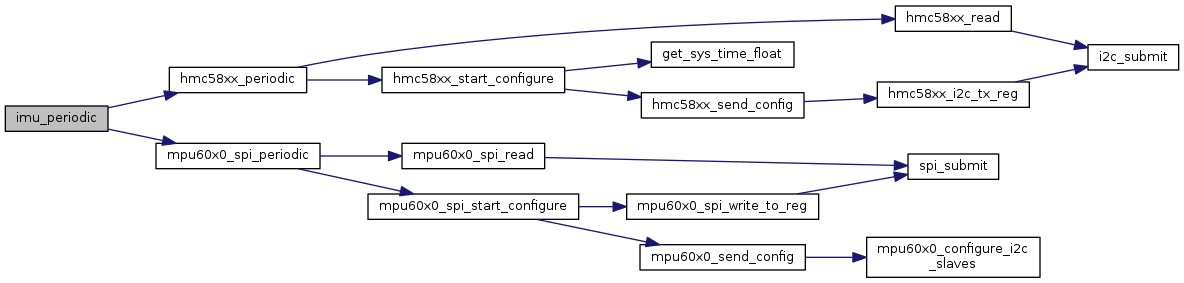 hmc58xx_read
get_sys_time_float
i2c_submit
hmc58xx_periodic
hmc58xx_start_configure
hmc58xx_send_config
hmc58xx_i2c_tx_reg
imu_periodic
mpu60x0_spi_periodic
mpu60x0_spi_read
spi_submit
mpu60x0_spi_start_configure
mpu60x0_spi_write_to_reg
mpu60x0_send_config
mpu60x0_configure_i2c
_slaves